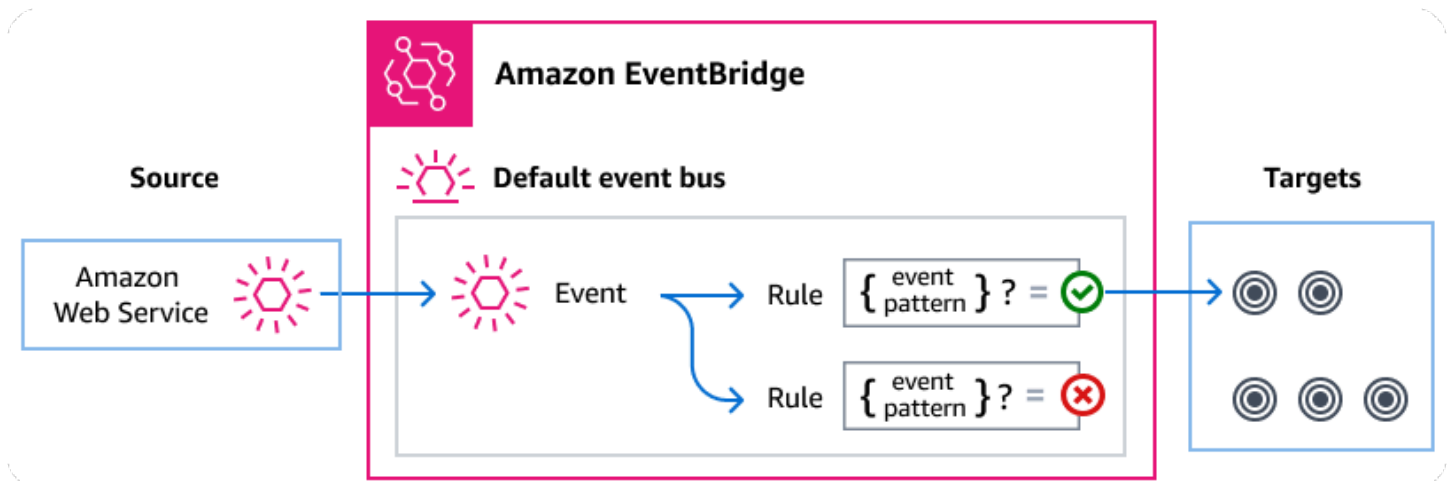 Amazon EventBridge
Source
Default event bus
Targets
Amazon
Web Service
Event
Rule
{ event
pattern } ? =
Rule
{ event
pattern } ? =